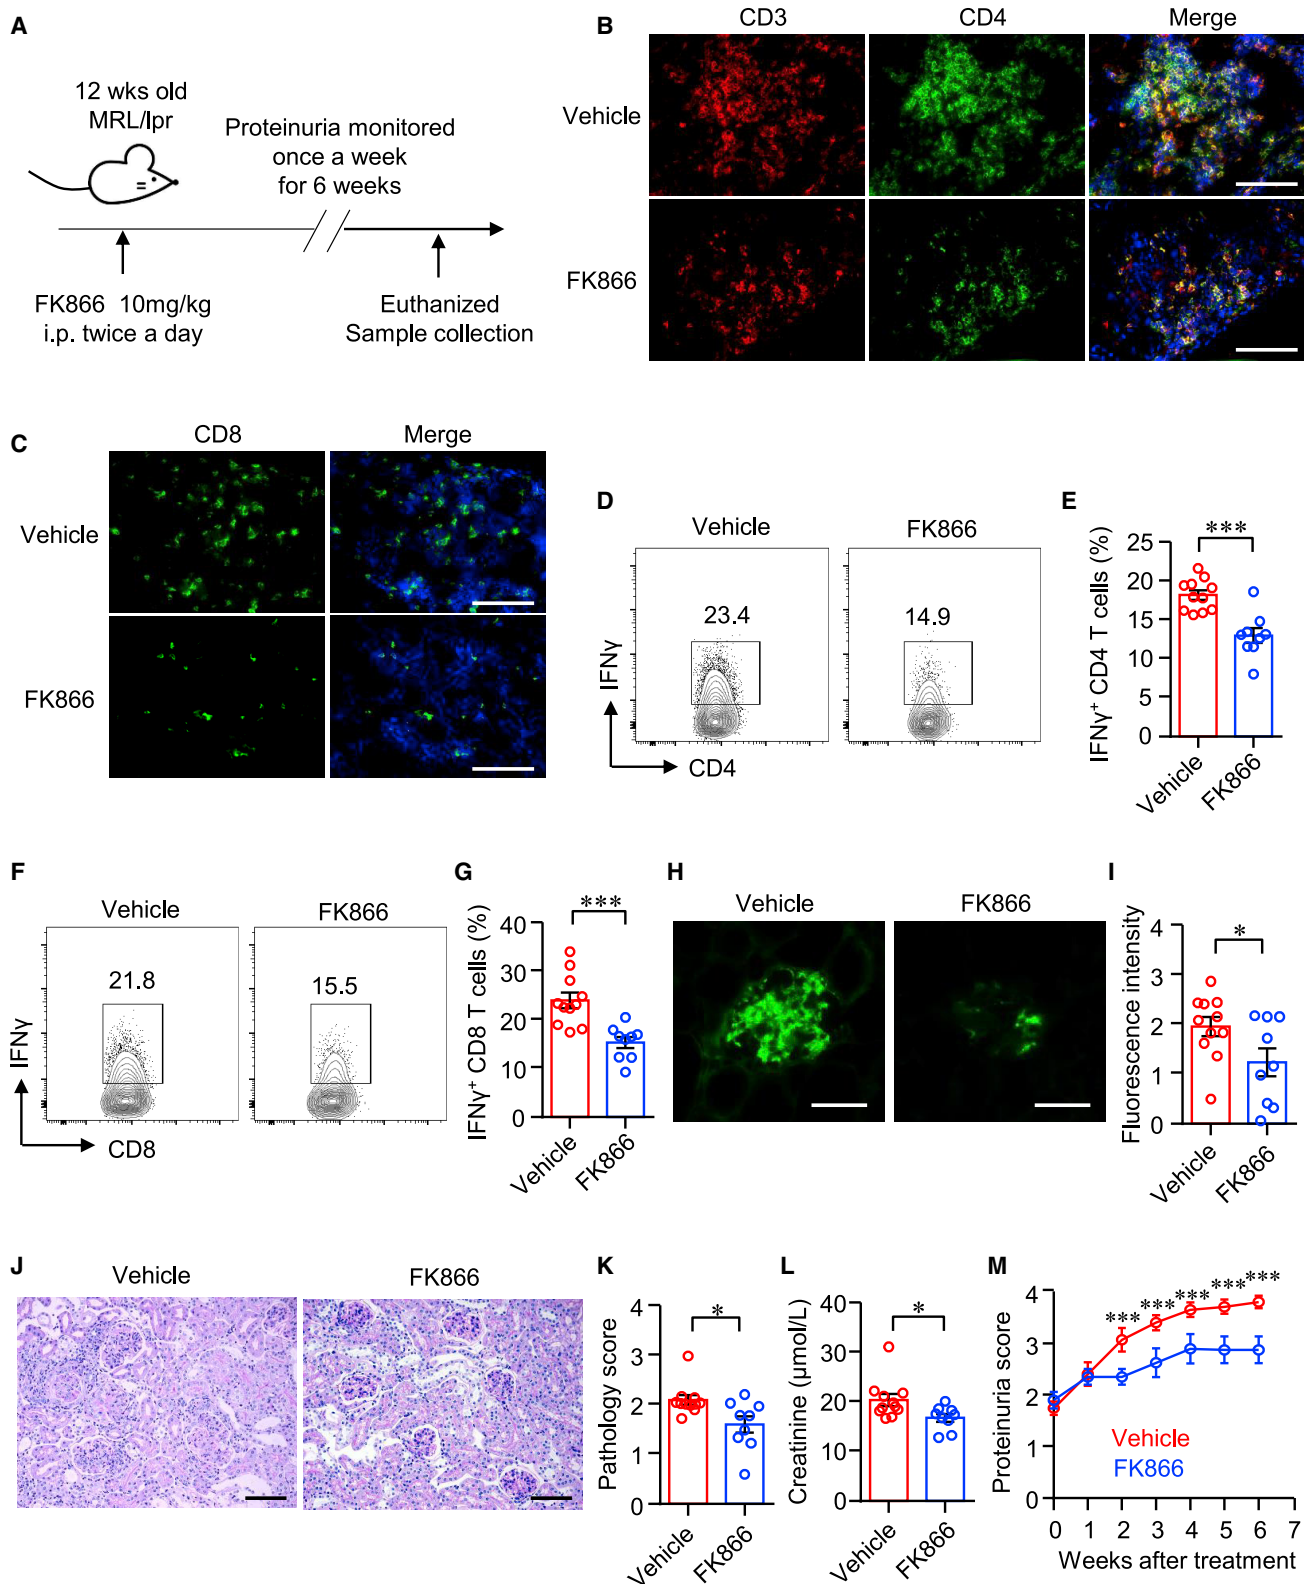 A
12 wks old
MRL/lpr
Proteinuria monitored
once a week
for 6 weeks
FK866 10mg/kg
i.p. twice a day
Euthanized
Sample collection
B
CD3 CD4 Merge
Vehicle
FK866
C
CD8 Merge
Vehicle
FK866
D
Vehicle FK866
23.4 14.9
IFNγ
CD4
E
***
IFNγ⁺ CD4 T cells (%)
25
20
15
10
5
0
Vehicle FK866
F
Vehicle FK866
21.8 15.5
IFNγ
CD8
G
***
IFNγ⁺ CD8 T cells (%)
40
30
20
10
0
Vehicle FK866
H
Vehicle FK866
I
*
Fluorescence intensity
4
3
2
1
0
Vehicle FK866
J
Vehicle FK866
K
*
Pathology score
4
3
2
1
0
Vehicle FK866
L
*
Creatinine (μmol/L)
40
30
20
10
0
Vehicle FK866
M
*** *** *** *** ***
Proteinuria score
4
3
2
1
0
Vehicle
FK866
0 1 2 3 4 5 6 7
Weeks after treatment